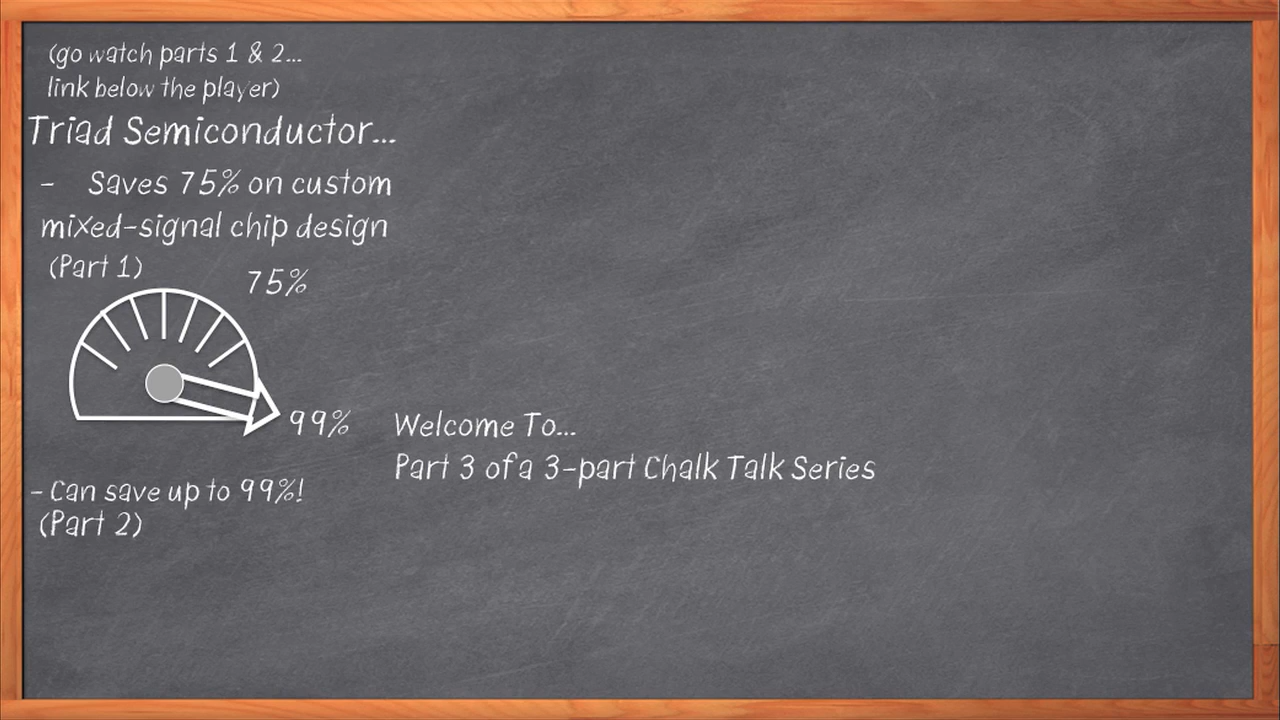 (go watch parts 1 & 2...
link below the player)
Triad Semiconductor...
- Saves 75% on custom
mixed-signal chip design
(Part 1)
75%
99%
- Can save up to 99%!
(Part 2)
Welcome To...
Part 3 of a 3-part Chalk Talk Series